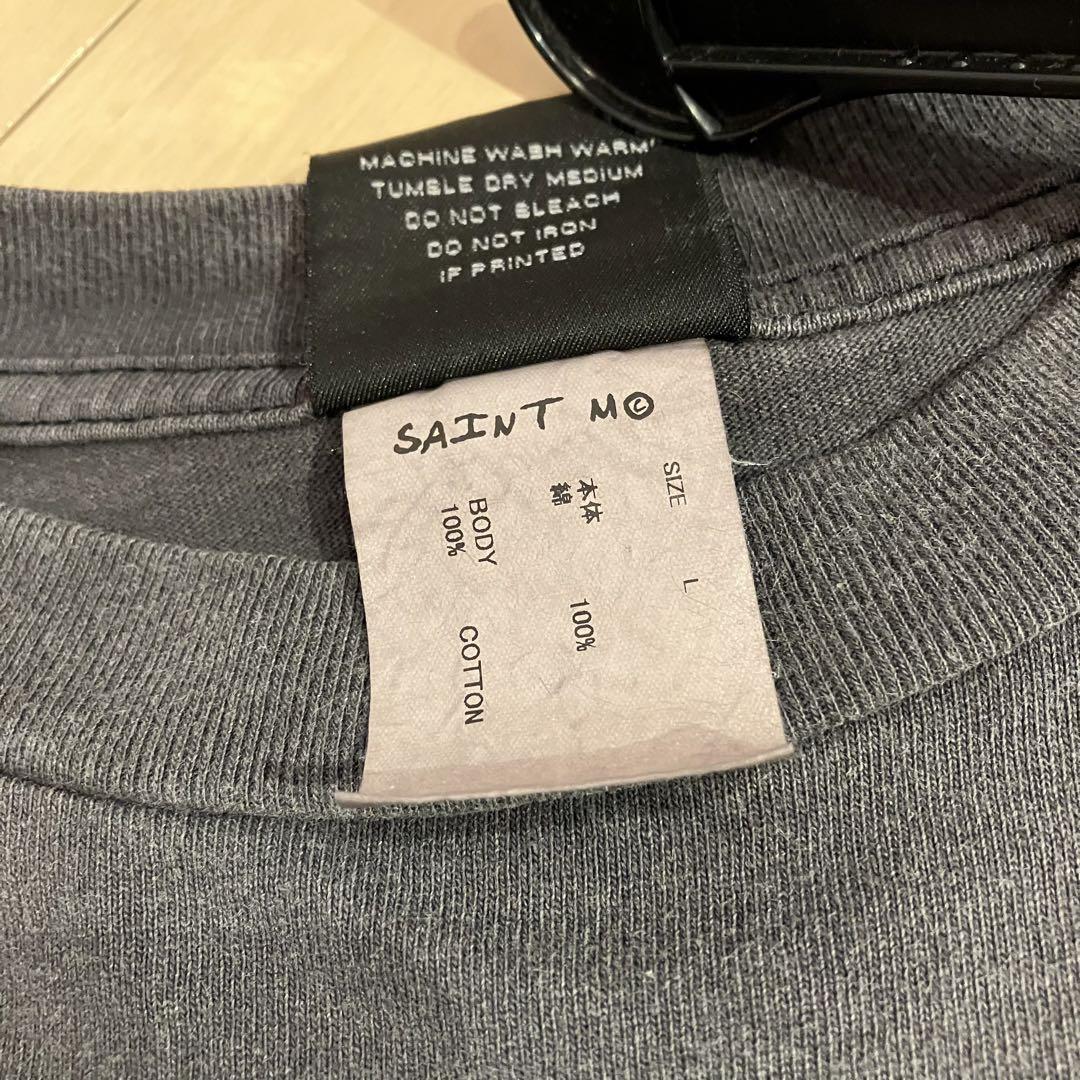 MACHINE WASH WARM
TUMBLE DRY MEDIUM
DO NOT BLEACH
DO NOT IRON
IF PRINTED
SAINT M©
SIZE L
本体
綿 100%
BODY
100% COTTON